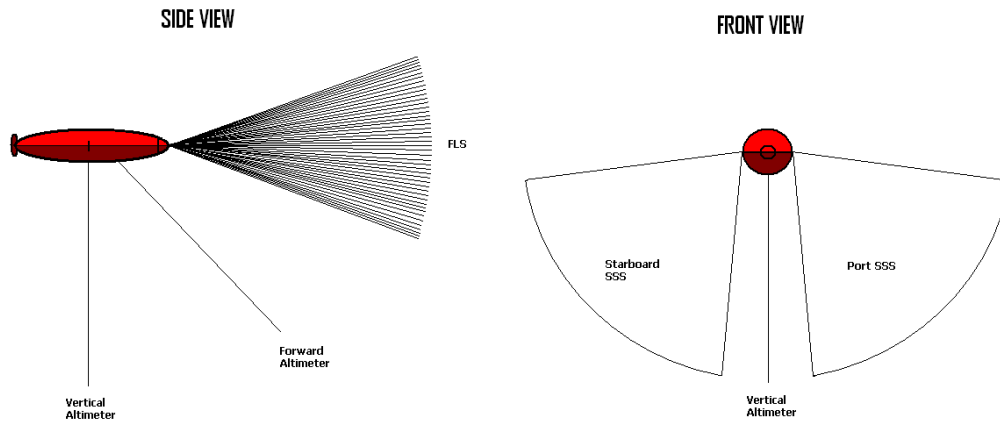 SIDE VIEW
FRONT VIEW
FLS
Forward
Altimeter
Vertical
Altimeter
Starboard
SSS
Port SSS
Vertical
Altimeter